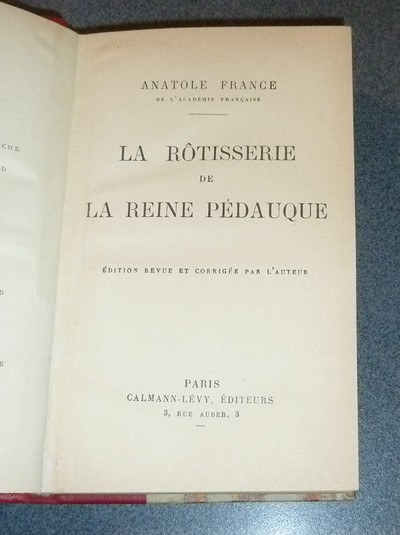 CHE
D
D
E
ANATOLE FRANCE
DE L'ACADÉMIE FRANÇAISE
LA RÔTISSERIE
DE
LA REINE PÉDAUQUE
ÉDITION REVUE ET CORRIGÉE PAR L'AUTEUR
PARIS
CALMANN-LÉVY, ÉDITEURS
3, RUE AUBER, 3